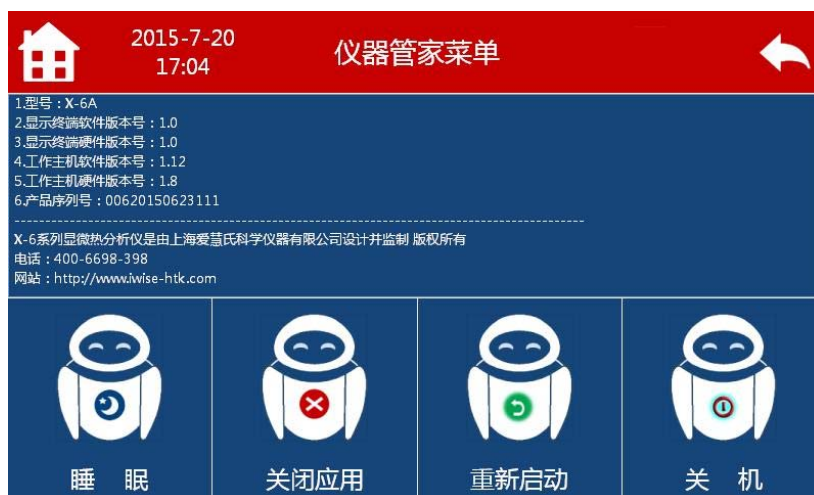 2015-7-20
17:04
仪器管家菜单
1.型号：X-6A
2.显示终端软件版本号：1.0
3.显示终端硬件版本号：1.0
4.工作主机软件版本号：1.12
5.工作主机硬件版本号：1.8
6.产品序列号：00620150623111
X-6系列显微热分析仪是由上海爱慧氏科学仪器有限公司设计并监制 版权所有
电话：400-6698-398
网站：http://www.iwise-htk.com
睡 眠
关闭应用
重新启动
关 机